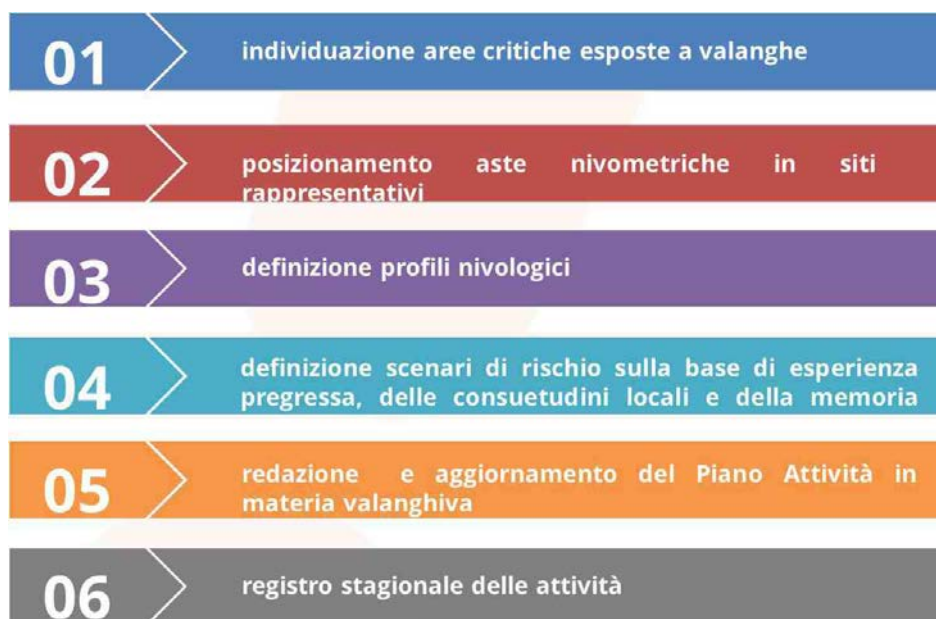 01
individuazione aree critiche esposte a valanghe
02
posizionamento aste nivometriche in siti
rappresentativi
03
definizione profili nivologici
04
definizione scenari di rischio sulla base di esperienza
pregressa, delle consuetudini locali e della memoria
05
redazione e aggiornamento del Piano Attività in
materia valanghiva
06
registro stagionale delle attività